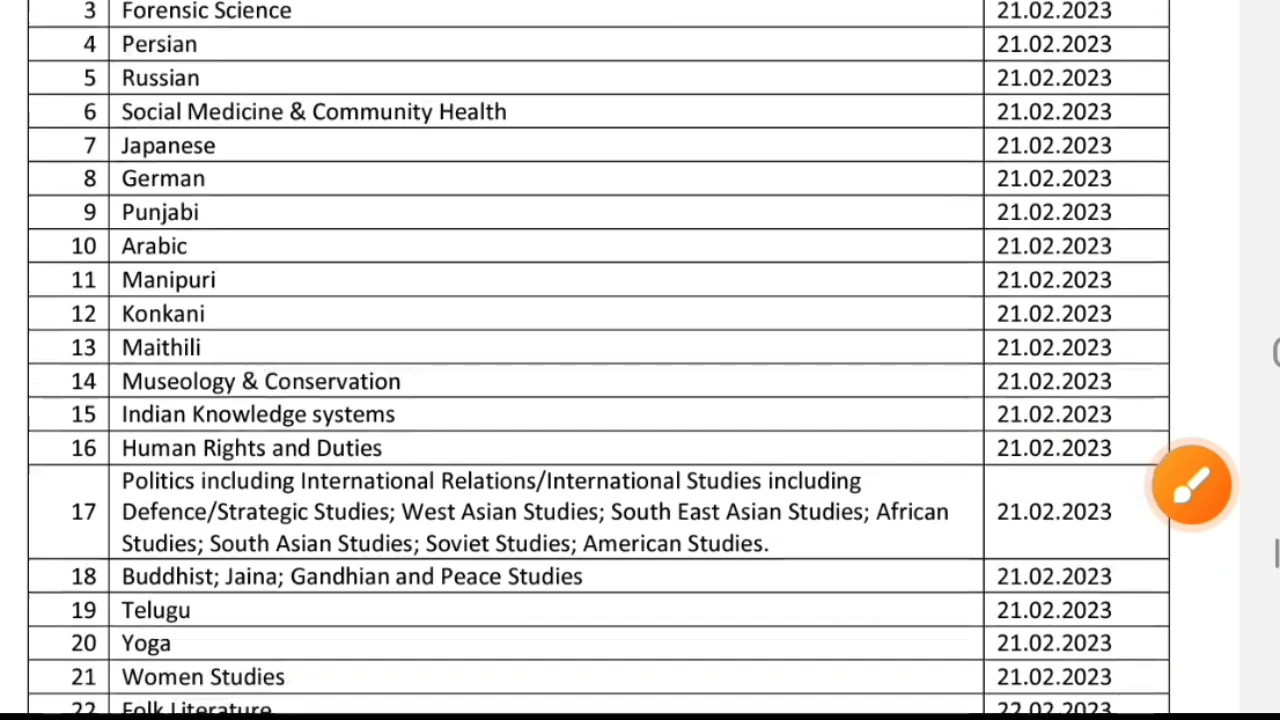 3 Forensic Science 21.02.2023
4 Persian 21.02.2023
5 Russian 21.02.2023
6 Social Medicine & Community Health 21.02.2023
7 Japanese 21.02.2023
8 German 21.02.2023
9 Punjabi 21.02.2023
10 Arabic 21.02.2023
11 Manipuri 21.02.2023
12 Konkani 21.02.2023
13 Maithili 21.02.2023
14 Museology & Conservation 21.02.2023
15 Indian Knowledge systems 21.02.2023
16 Human Rights and Duties 21.02.2023
Politics including International Relations/International Studies including
17 Defence/Strategic Studies; West Asian Studies; South East Asian Studies; African 21.02.2023
Studies; South Asian Studies; Soviet Studies; American Studies.
18 Buddhist; Jaina; Gandhian and Peace Studies 21.02.2023
19 Telugu 21.02.2023
20 Yoga 21.02.2023
21 Women Studies 21.02.2023
22 Folk Literature 22.02.2023